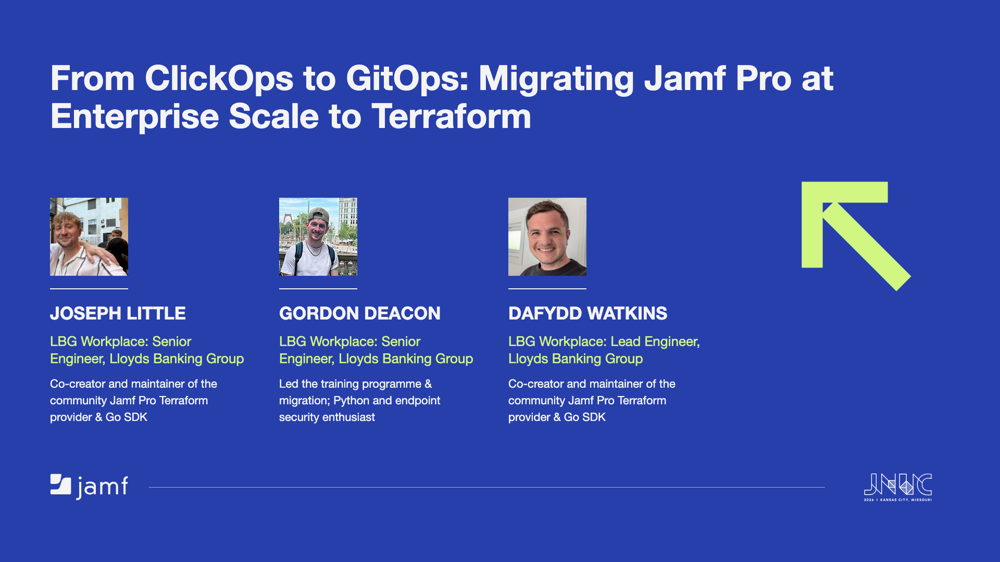 From ClickOps to GitOps: Migrating Jamf Pro at
Enterprise Scale to Terraform
JOSEPH LITTLE
LBG Workplace: Senior
Engineer, Lloyds Banking Group
Co-creator and maintainer of the
community Jamf Pro Terraform
provider & Go SDK
GORDON DEACON
LBG Workplace: Senior
Engineer, Lloyds Banking Group
Led the training programme &
migration; Python and endpoint
security enthusiast
DAFYDD WATKINS
LBG Workplace: Lead Engineer,
Lloyds Banking Group
Co-creator and maintainer of the
community Jamf Pro Terraform
provider & Go SDK
jamf
JNUC
2026 | KANSAS CITY, MISSOURI